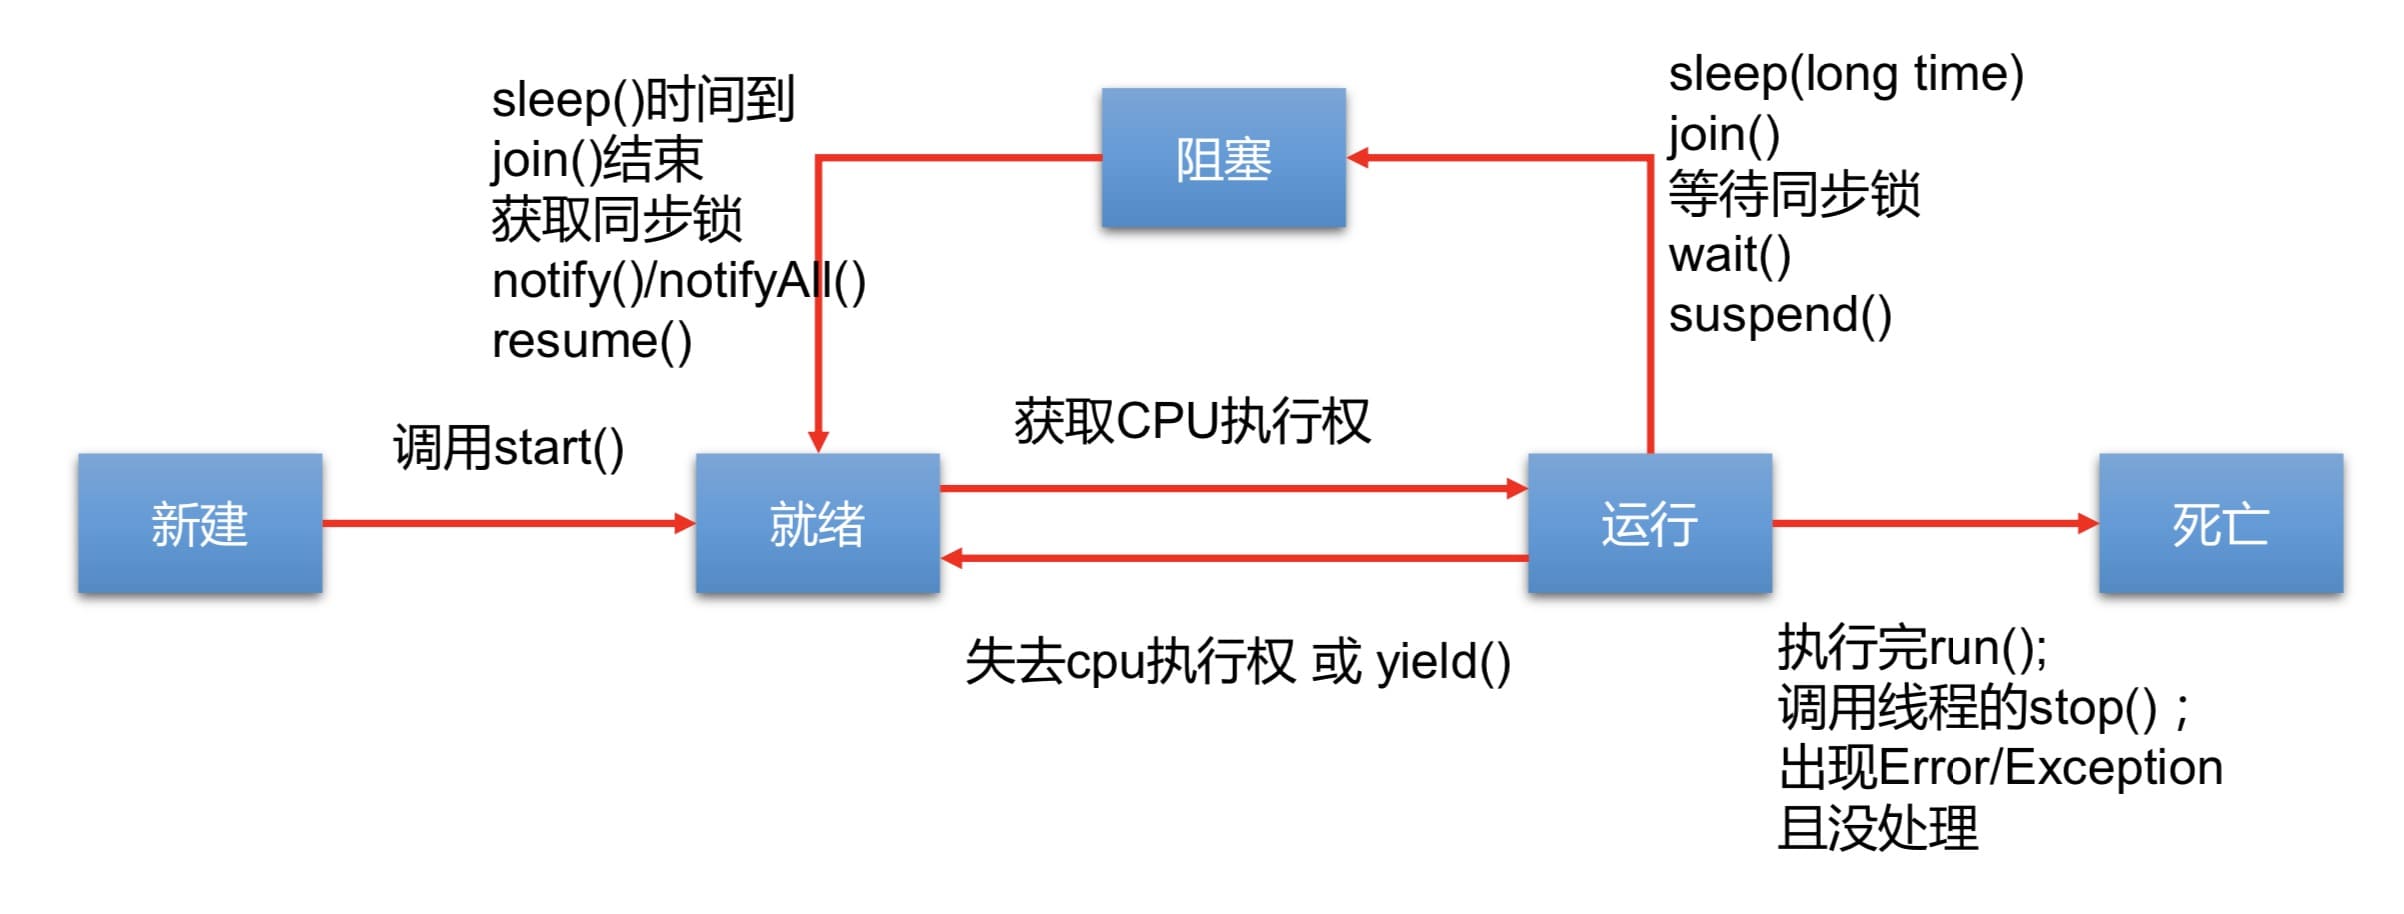 sleep()时间到
join()结束
获取同步锁
notify()/notifyAll()
resume()
阻塞
sleep(long time)
join()
等待同步锁
wait()
suspend()
调用start()
获取CPU执行权
新建
就绪
运行
死亡
失去cpu执行权 或 yield()
执行完run();
调用线程的stop()；
出现Error/Exception
且没处理